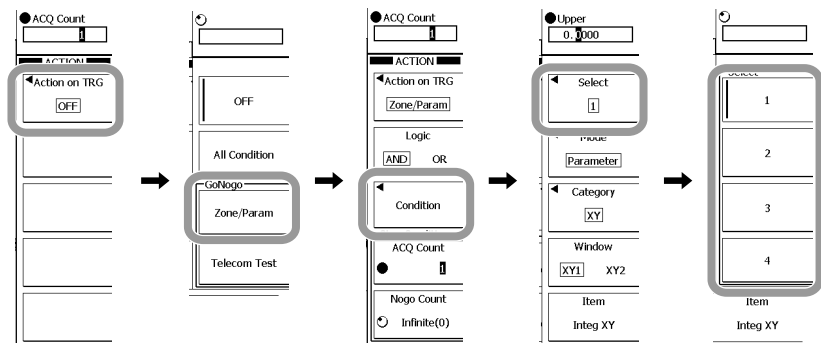 ACQ Count
1
ACTION
Action on TRG
OFF
OFF
All Condition
GoNogo
Zone/Param
Telecom Test
ACQ Count
1
ACTION
Action on TRG
Zone/Param
Logic
AND OR
Condition
ACQ Count
1
Nogo Count
Infinite(0)
Upper
0.0000
Select
1
Mode
Parameter
Category
XY
Window
XY1 XY2
Item
Integ XY
Select
1
2
3
4
Item
Integ XY